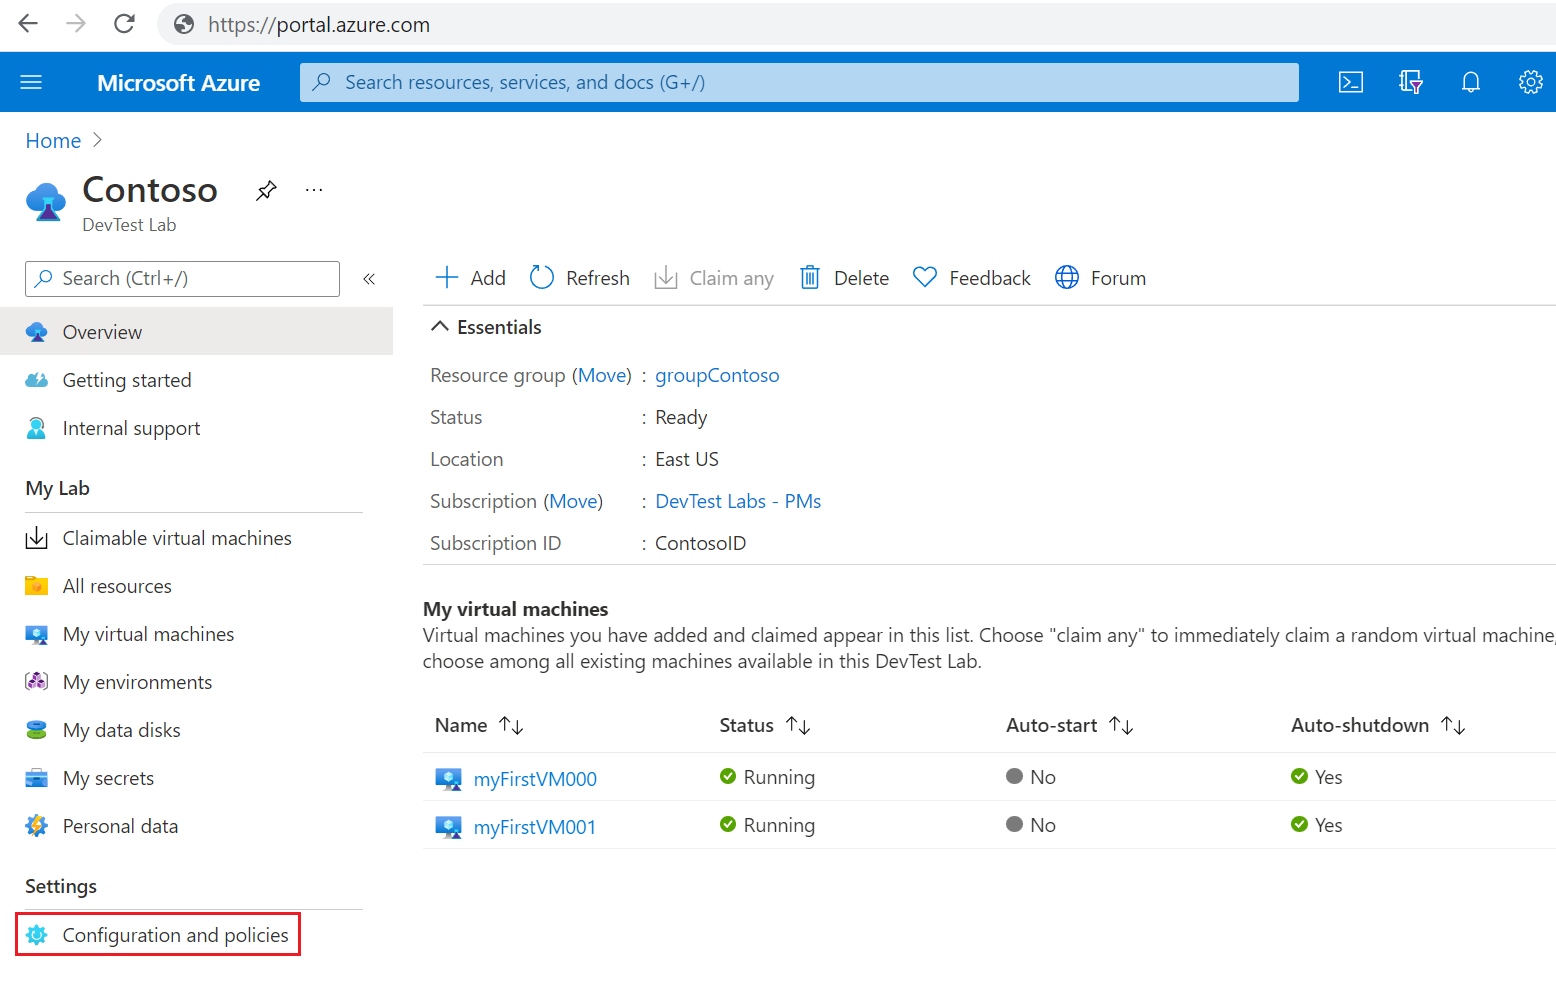 https://portal.azure.com
Microsoft Azure
Search resources, services, and docs (G+/)
Home
Contoso
DevTest Lab
Search (Ctrl+/)
Add Refresh Claim any Delete Feedback Forum
Overview
Getting started
Internal support
My Lab
Claimable virtual machines
All resources
My virtual machines
My environments
My data disks
My secrets
Personal data
Settings
Configuration and policies
Essentials
Resource group (Move) : groupContoso
Status : Ready
Location : East US
Subscription (Move) : DevTest Labs - PMs
Subscription ID : ContosoID
My virtual machines
Virtual machines you have added and claimed appear in this list. Choose "claim any" to immediately claim a random virtual machine,
choose among all existing machines available in this DevTest Lab.
Name Status Auto-start Auto-shutdown
myFirstVM000 Running No Yes
myFirstVM001 Running No Yes